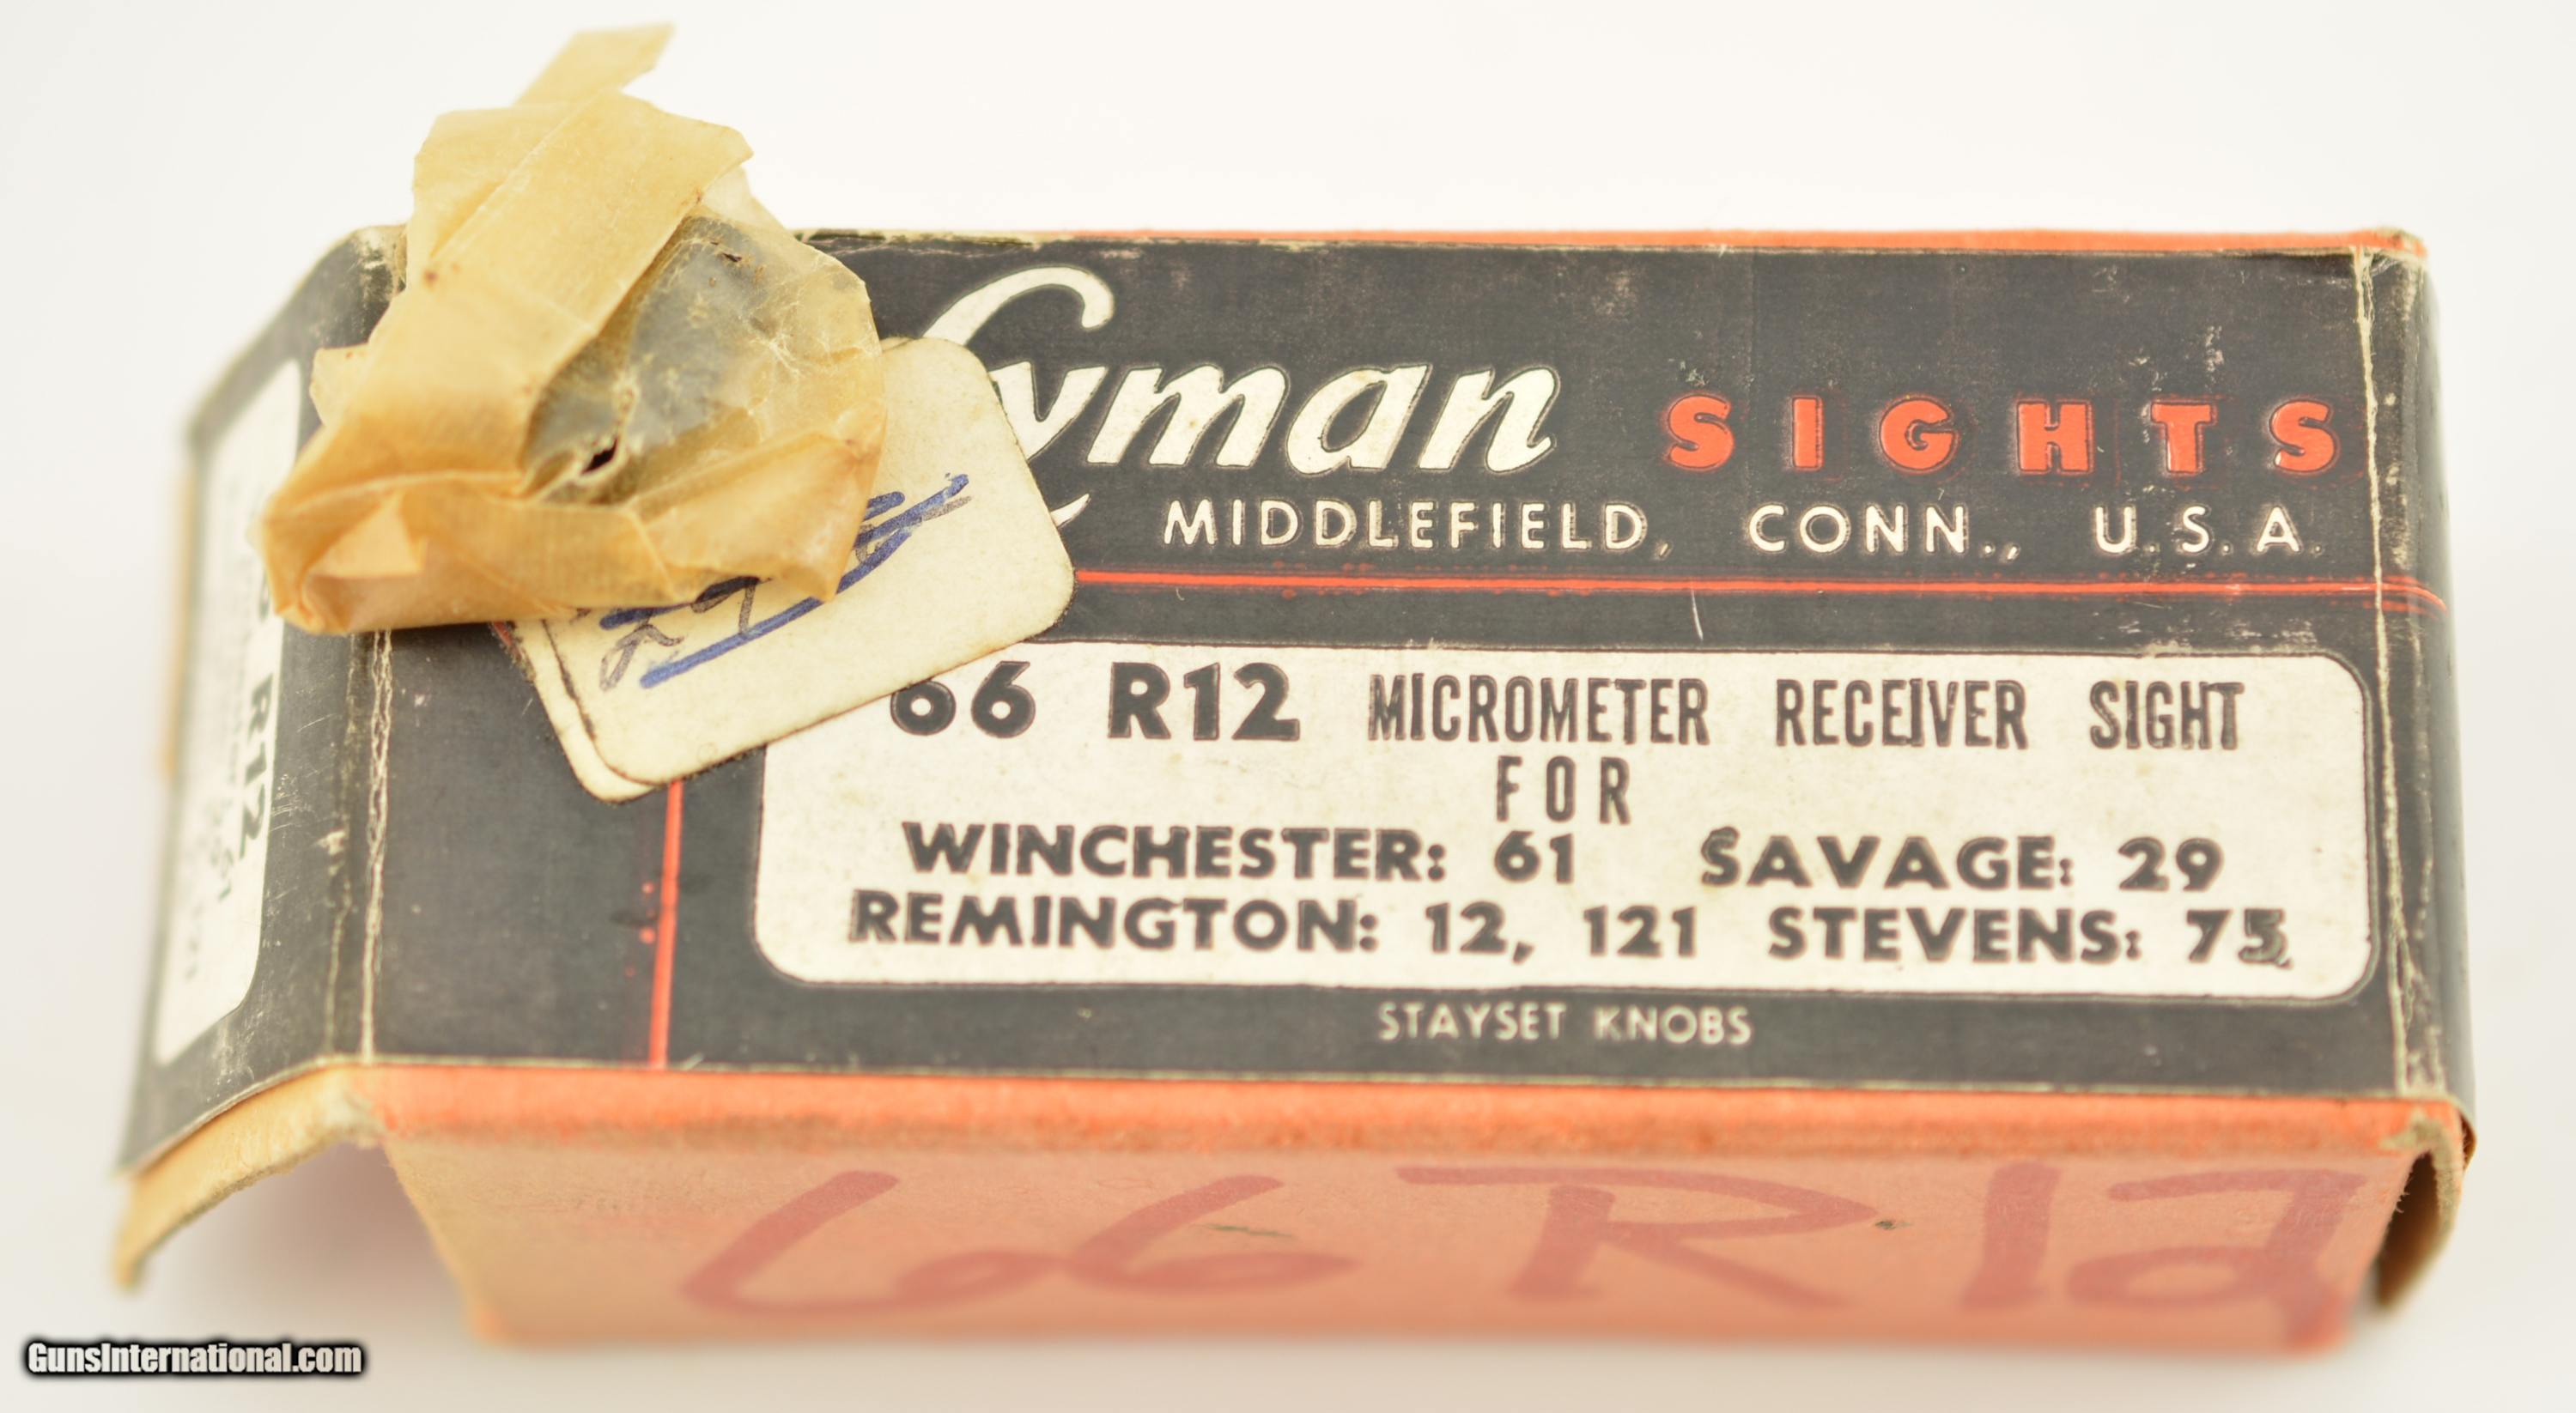 Lyman SIGHTS
MIDDLEFIELD, CONN., U.S.A.
66 R12 MICROMETER RECEIVER SIGHT
FOR
WINCHESTER: 61 SAVAGE: 29
REMINGTON: 12, 121 STEVENS: 75
STAYSET KNOBS
R12
66 R12
GunsInternational.com